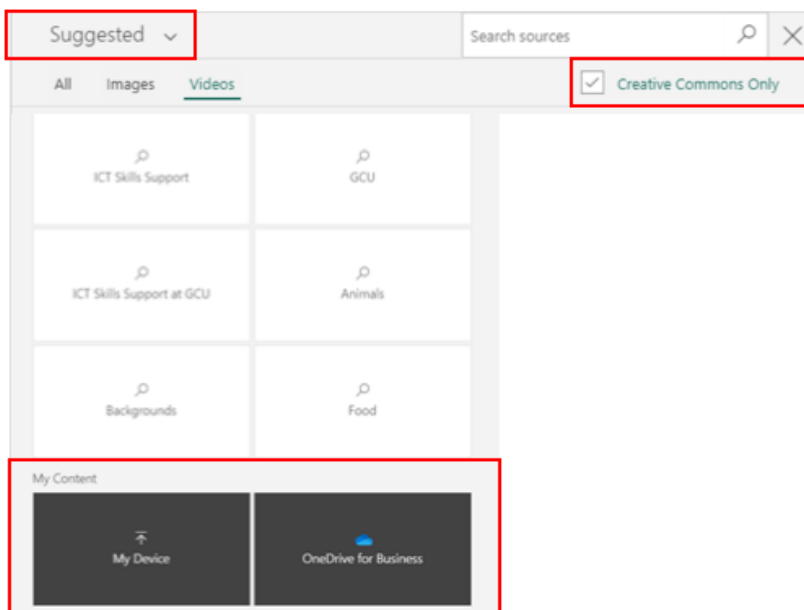 Suggested
Search sources
All Images Videos
Creative Commons Only
ICT Skills Support
GCU
ICT Skills Support at GCU
Animals
Backgrounds
Food
My Content
My Device
OneDrive for Business